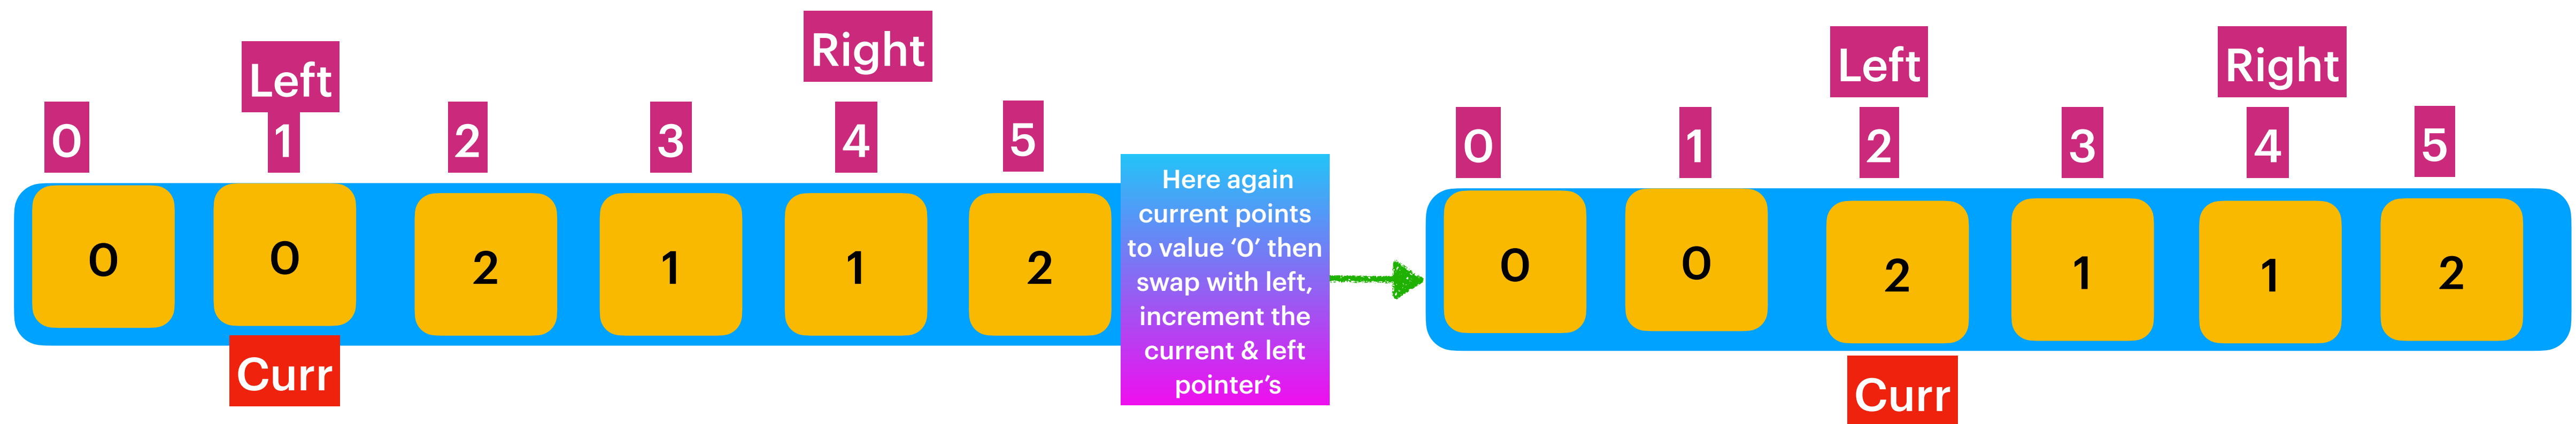 Left
Right
0 1 2 3 4 5
0 0 2 1 1 2
Curr
Here again
current points
to value ‘0’ then
swap with left,
increment the
current & left
pointer’s
Left
Right
0 1 2 3 4 5
0 0 2 1 1 2
Curr